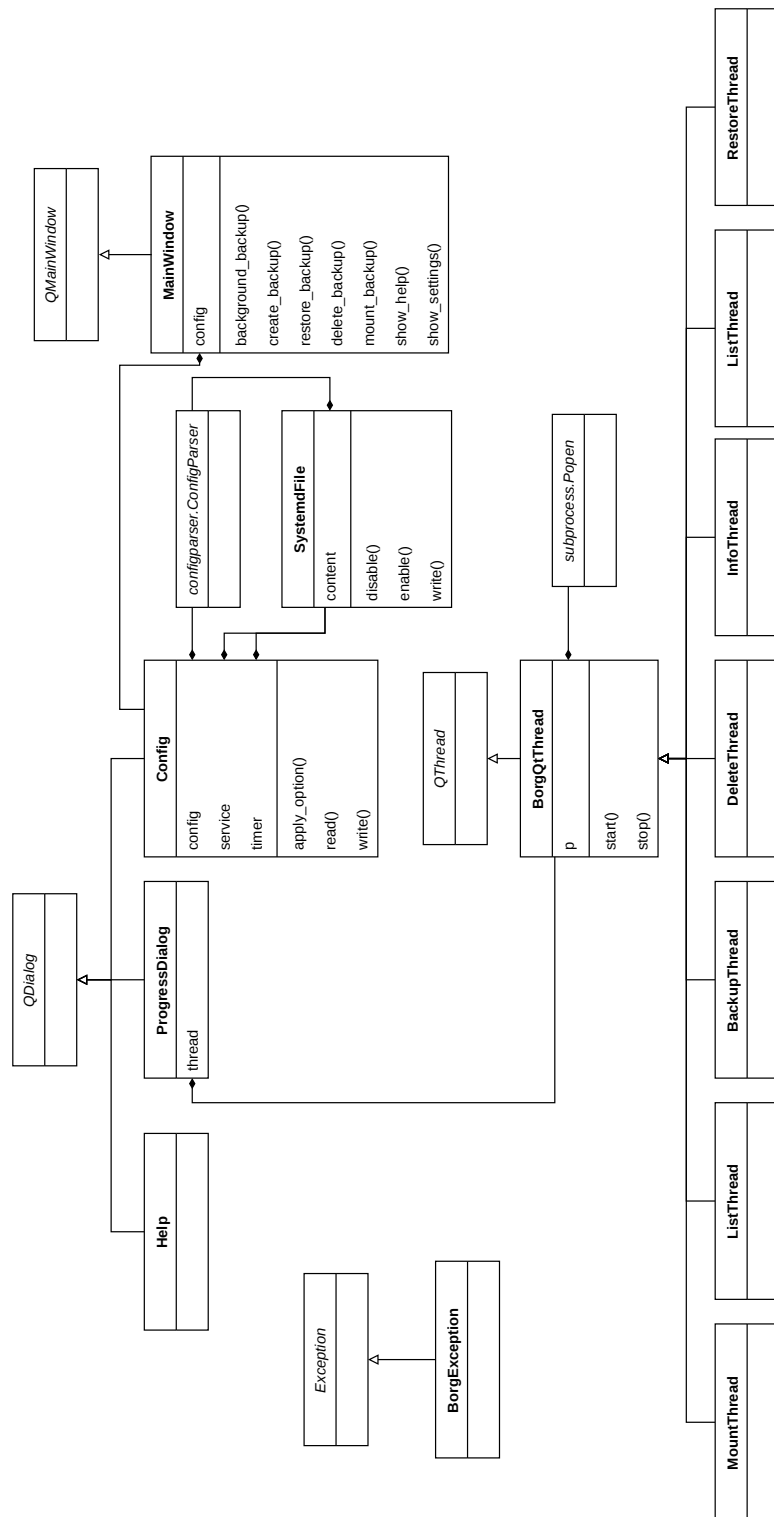 QDialog
QMainWindow
Help
ProgressDialog
thread
Config
config
service
timer
apply_option()
read()
write()
MainWindow
config
background_backup()
create_backup()
restore_backup()
delete_backup()
mount_backup()
show_help()
show_settings()
configparser.ConfigParser
SystemdFile
content
disable()
enable()
write()
Exception
BorgException
QThread
BorgQtThread
p
start()
stop()
subprocess.Popen
MountThread
ListThread
BackupThread
DeleteThread
InfoThread
ListThread
RestoreThread